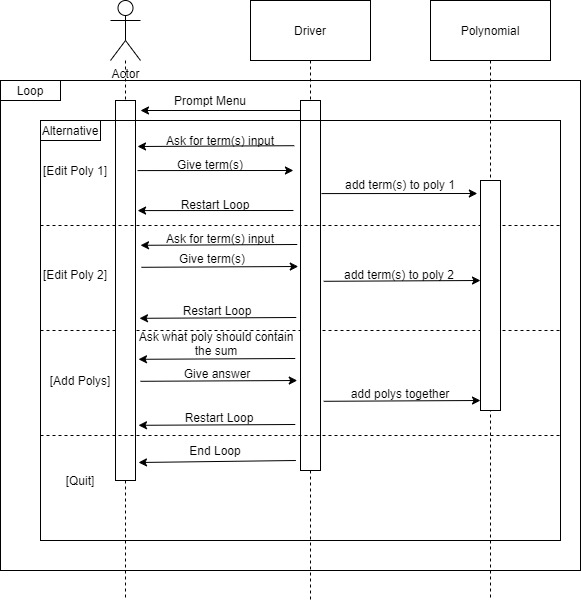 Driver
Polynomial
Actor
Loop
Prompt Menu
Alternative
Ask for term(s) input
[Edit Poly 1]
Give term(s)
add term(s) to poly 1
Restart Loop
Ask for term(s) input
Give term(s)
[Edit Poly 2]
add term(s) to poly 2
Restart Loop
Ask what poly should contain
the sum
[Add Polys]
Give answer
add polys together
Restart Loop
End Loop
[Quit]